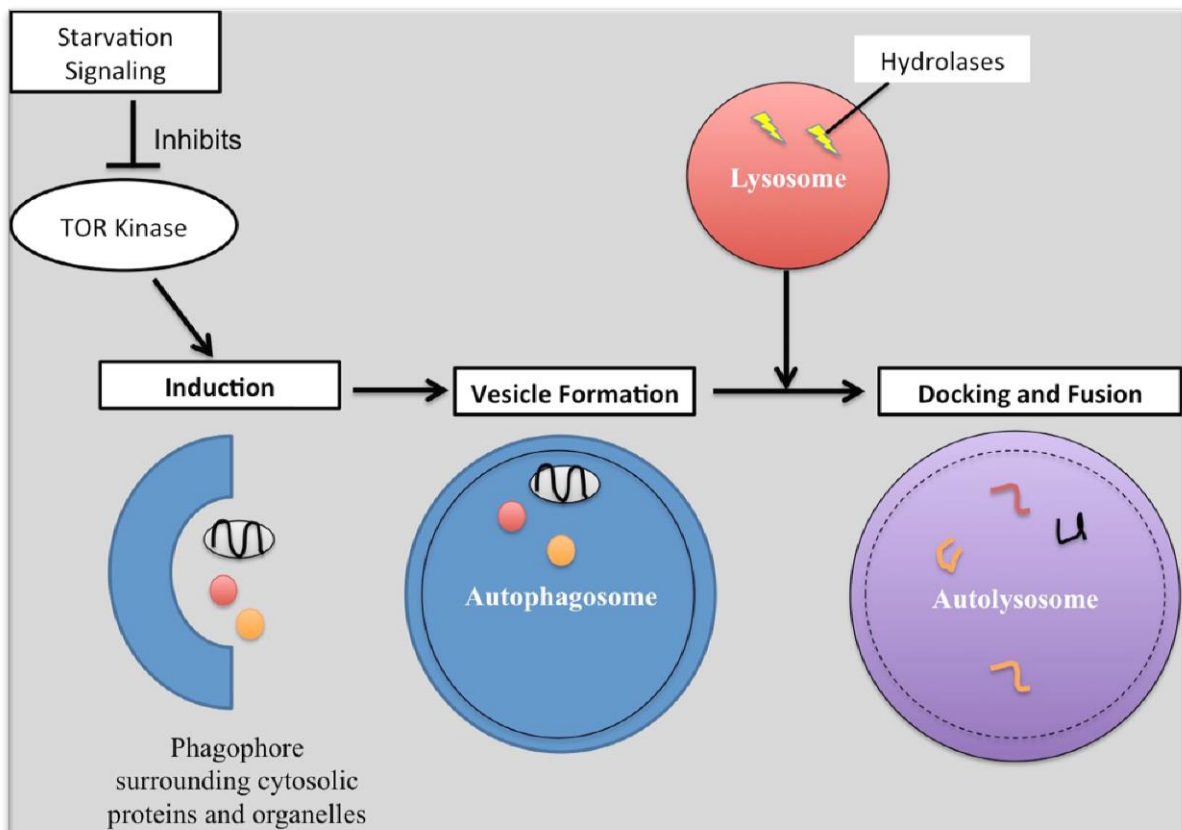 Starvation
Signaling
Inhibits
TOR Kinase
Hydrolases
Lysosome
Induction
Vesicle Formation
Docking and Fusion
Autophagosome
Autolysosome
Phagophore
surrounding cytosolic
proteins and organelles